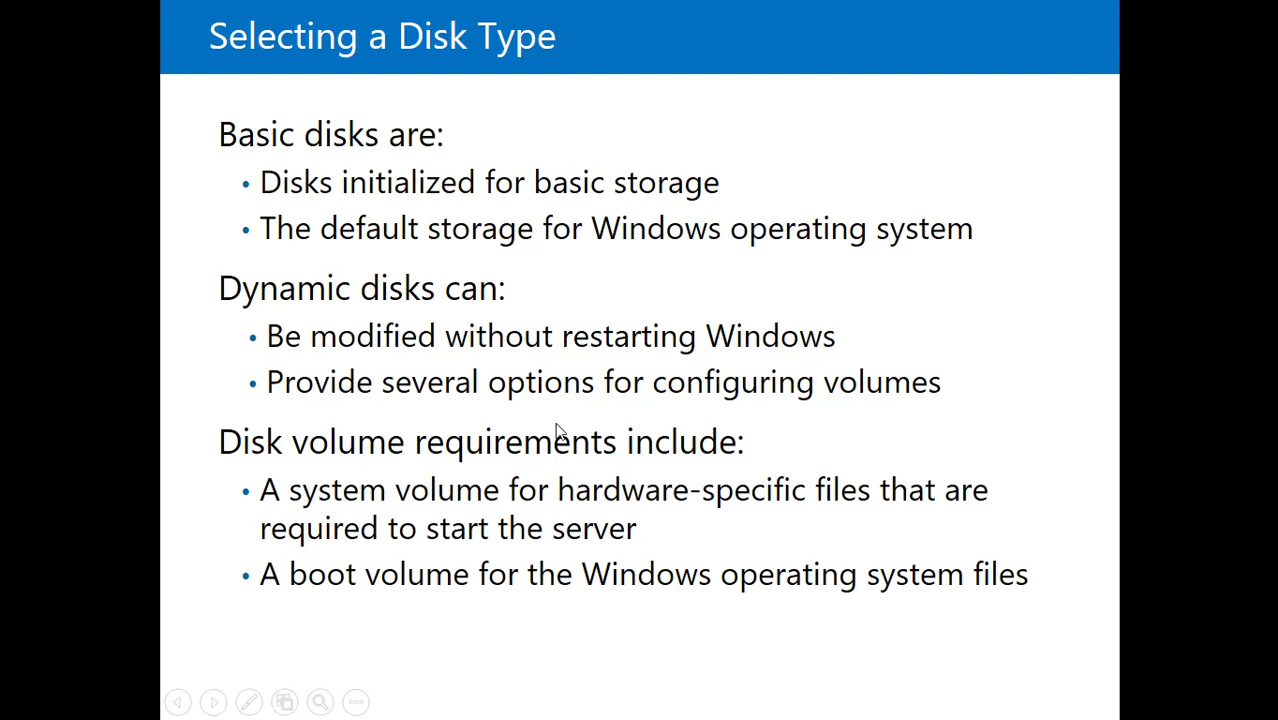 Selecting a Disk Type
Basic disks are:
• Disks initialized for basic storage
• The default storage for Windows operating system
Dynamic disks can:
• Be modified without restarting Windows
• Provide several options for configuring volumes
Disk volume requirements include:
• A system volume for hardware-specific files that are
required to start the server
• A boot volume for the Windows operating system files